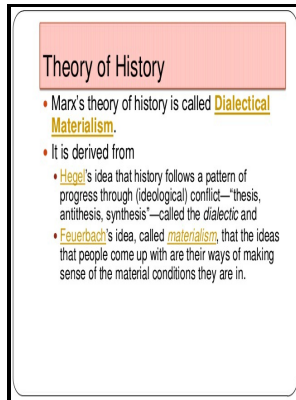 Theory of History
• Marx's theory of history is called Dialectical
Materialism.
• It is derived from
• Hegel's idea that history follows a pattern of
progress through (ideological) conflict—“thesis,
antithesis, synthesis”—called the dialectic and
• Feuerbach's idea, called materialism, that the ideas
that people come up with are their ways of making
sense of the material conditions they are in.